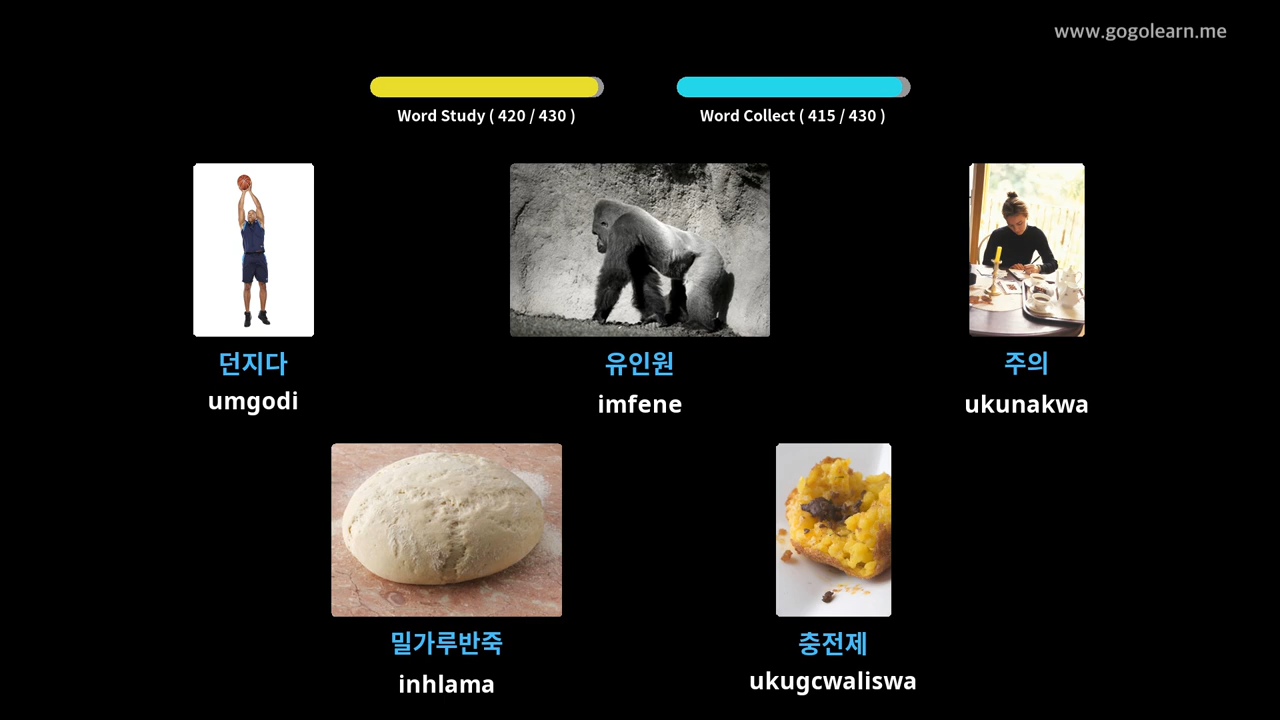 www.gogolearn.me
Word Study ( 420 / 430 )
Word Collect ( 415 / 430 )
던지다
umgodi
유인원
imfene
주의
ukunakwa
밀가루반죽
inhlama
충전제
ukugcwaliswa